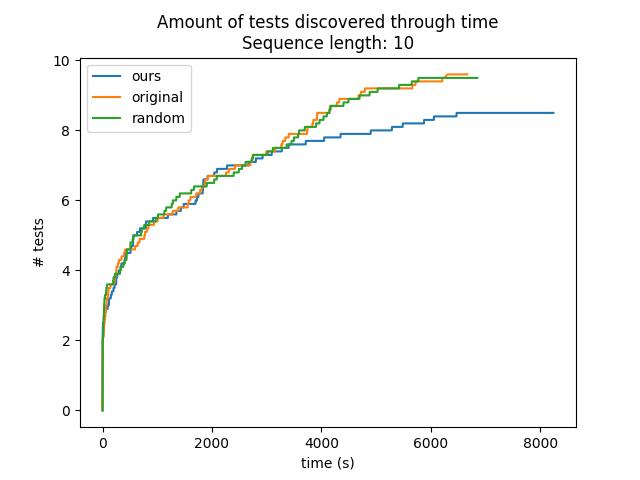 Amount of tests discovered through time
Sequence length: 10
ours
original
random
# tests
10
8
6
4
2
0
0 2000 4000 6000 8000
time (s)